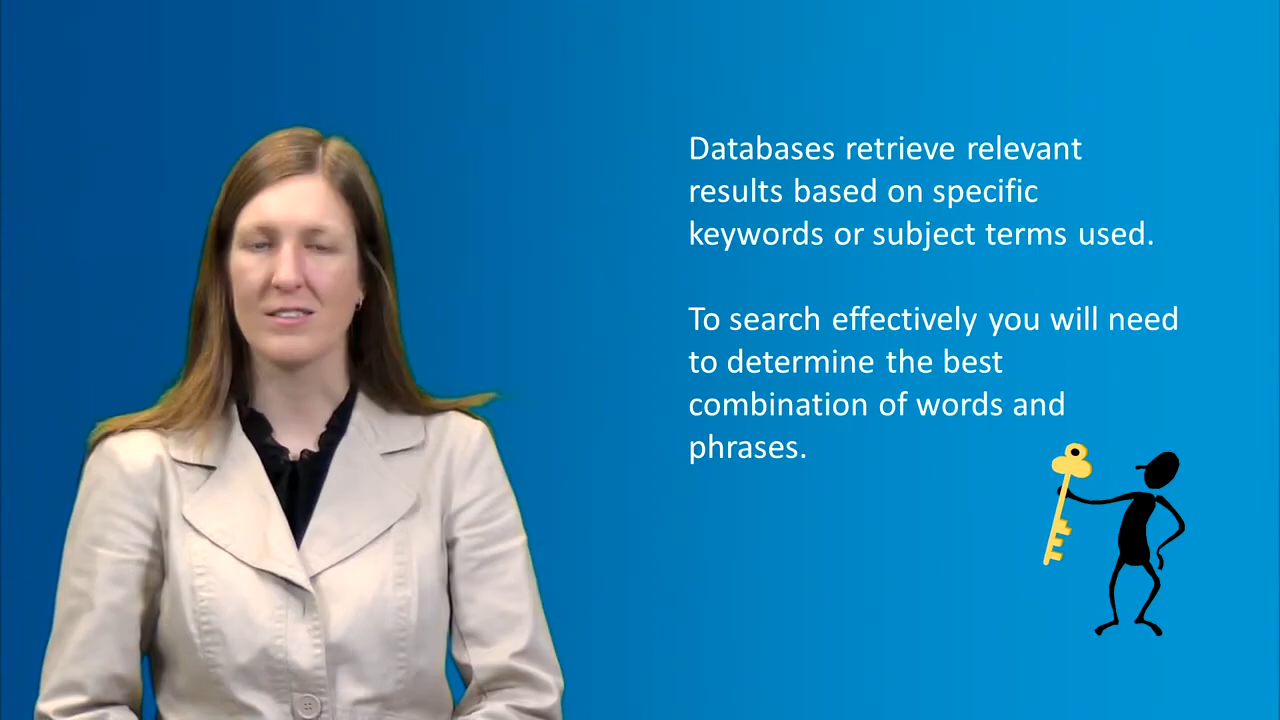 Databases retrieve relevant
results based on specific
keywords or subject terms used.
To search effectively you will need
to determine the best
combination of words and
phrases.